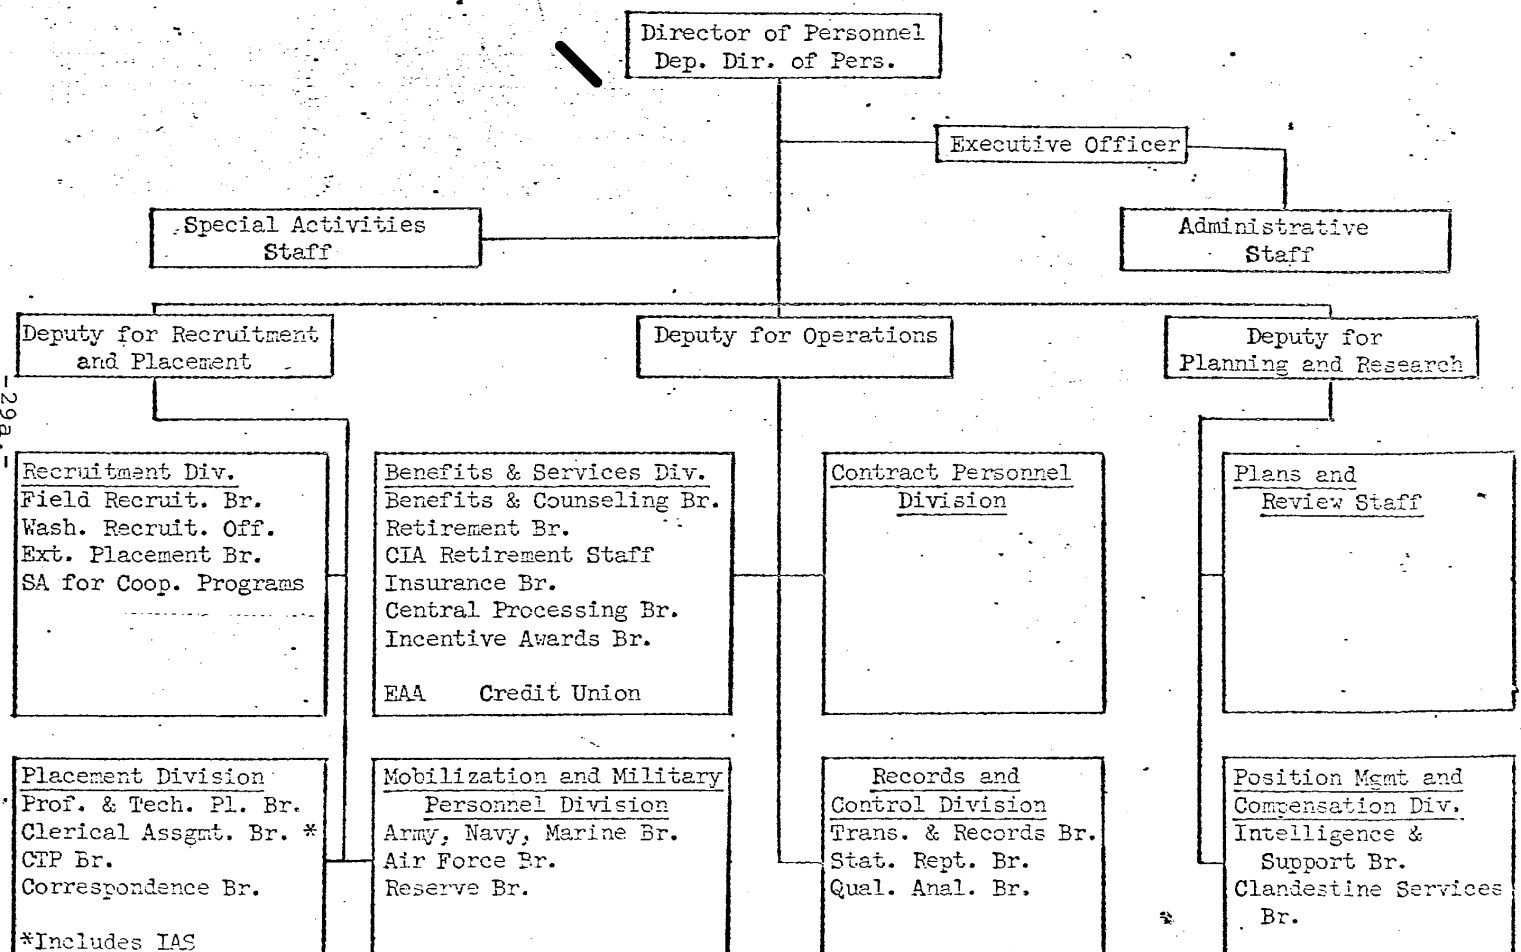 Director of Personnel
Dep. Dir. of Pers.
Executive Officer
Special Activities
Staff
Administrative
Staff
Deputy for Recruitment
and Placement
Deputy for Operations
Deputy for
Planning and Research
-29a.-
Recruitment Div.
Field Recruit. Br.
Wash. Recruit. Off.
Ext. Placement Br.
SA for Coop. Programs
Benefits & Services Div.
Benefits & Counseling Br.
Retirement Br.
CIA Retirement Staff
Insurance Br.
Central Processing Br.
Incentive Awards Br.
EAA Credit Union
Contract Personnel
Division
Plans and
Review Staff
Placement Division
Prof. & Tech. Pl. Br.
Clerical Assgmt. Br. *
CTP Br.
Correspondence Br.
*Includes IAS
Mobilization and Military
Personnel Division
Army, Navy, Marine Br.
Air Force Br.
Reserve Br.
Records and
Control Division
Trans. & Records Br.
Stat. Rept. Br.
Qual. Anal. Br.
Position Mgmt and
Compensation Div.
Intelligence &
Support Br.
Clandestine Services
Br.